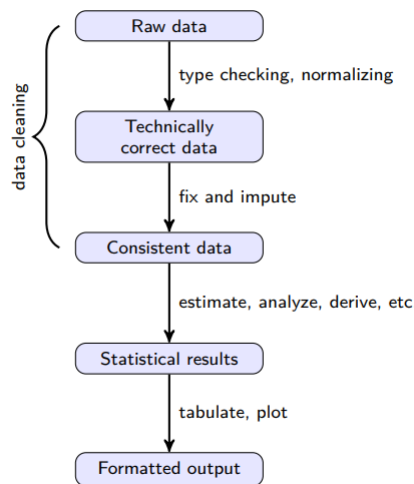 Raw data
type checking, normalizing
Technically
correct data
data cleaning
fix and impute
Consistent data
estimate, analyze, derive, etc
Statistical results
tabulate, plot
Formatted output